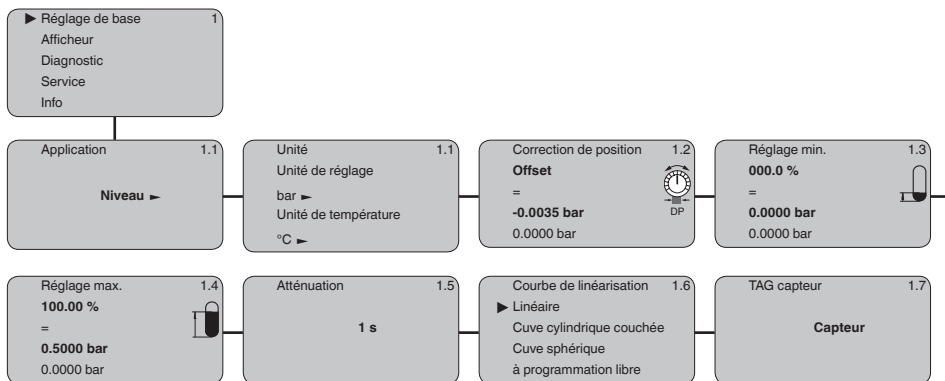 ▶ Réglage de base 1
Afficheur
Diagnostic
Service
Info
Application 1.1
Niveau ►
Unité 1.1
Unité de réglage
bar ►
Unité de température
°C ►
Correction de position 1.2
Offset
=
-0.0035 bar
0.0000 bar
DP
Réglage min. 1.3
000.0 %
=
0.0000 bar
0.0000 bar
Réglage max. 1.4
100.00 %
=
0.5000 bar
0.0000 bar
Atténuation 1.5
1 s
Courbe de linéarisation 1.6
▶ Linéaire
Cuve cylindrique couchée
Cuve sphérique
à programmation libre
TAG capteur 1.7
Capteur